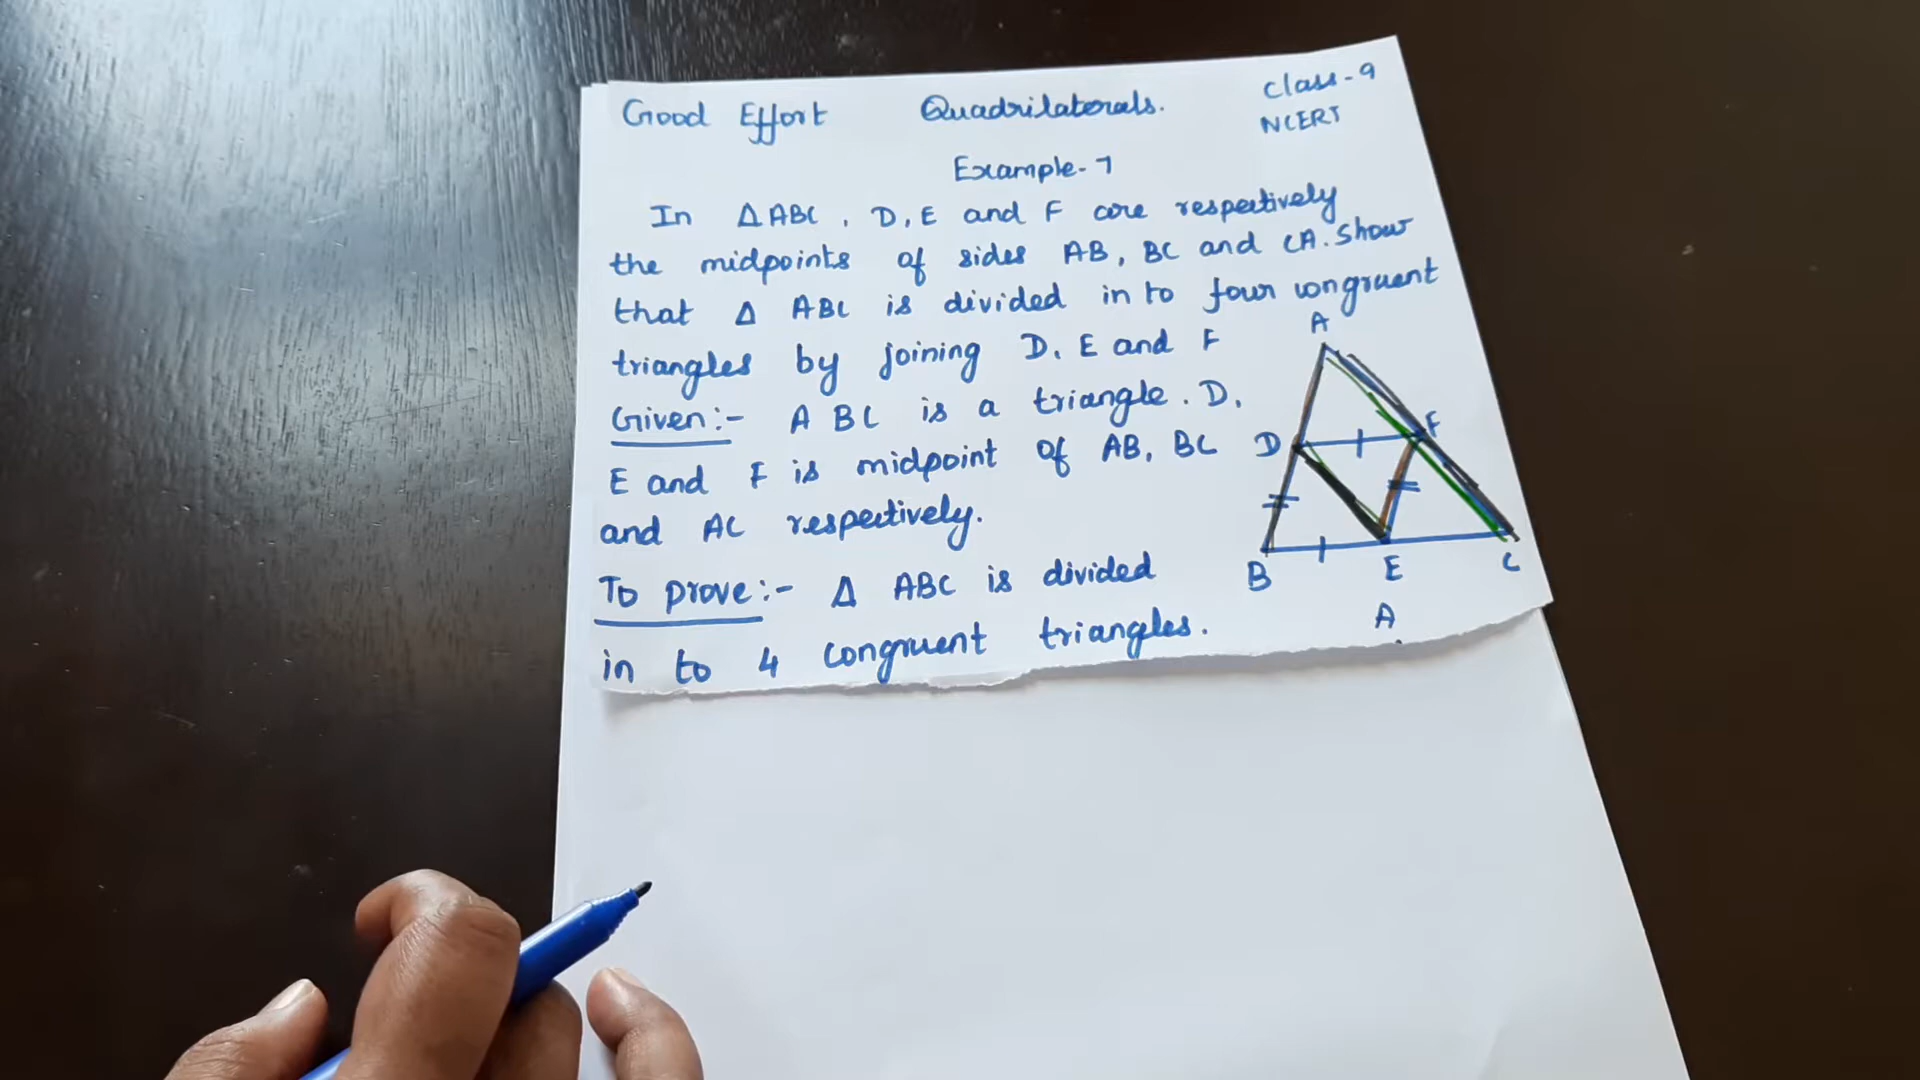 Good Effort Quadrilaterals. Class-9
NCERT
Example-7
In Δ ABC, D, E and F are respectively
the midpoints of sides AB, BC and CA. Show
that Δ ABC is divided in to four congruent
triangles by joining D, E and F
Given:- A BC is a triangle. D,
E and F is midpoint of AB, BC
and AC respectively.
To prove:- Δ ABC is divided
in to 4 congruent triangles.
A
D F
B E C
A